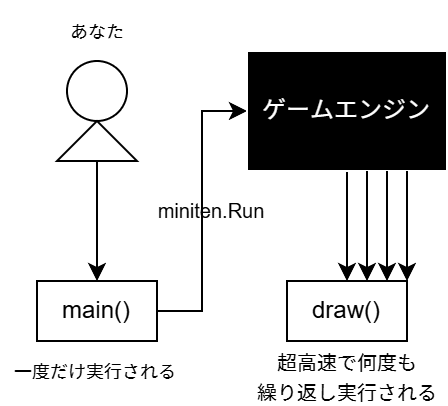 あなた
ゲームエンジン
miniten.Run
main()
draw()
一度だけ実行される
超高速で何度も
繰り返し実行される